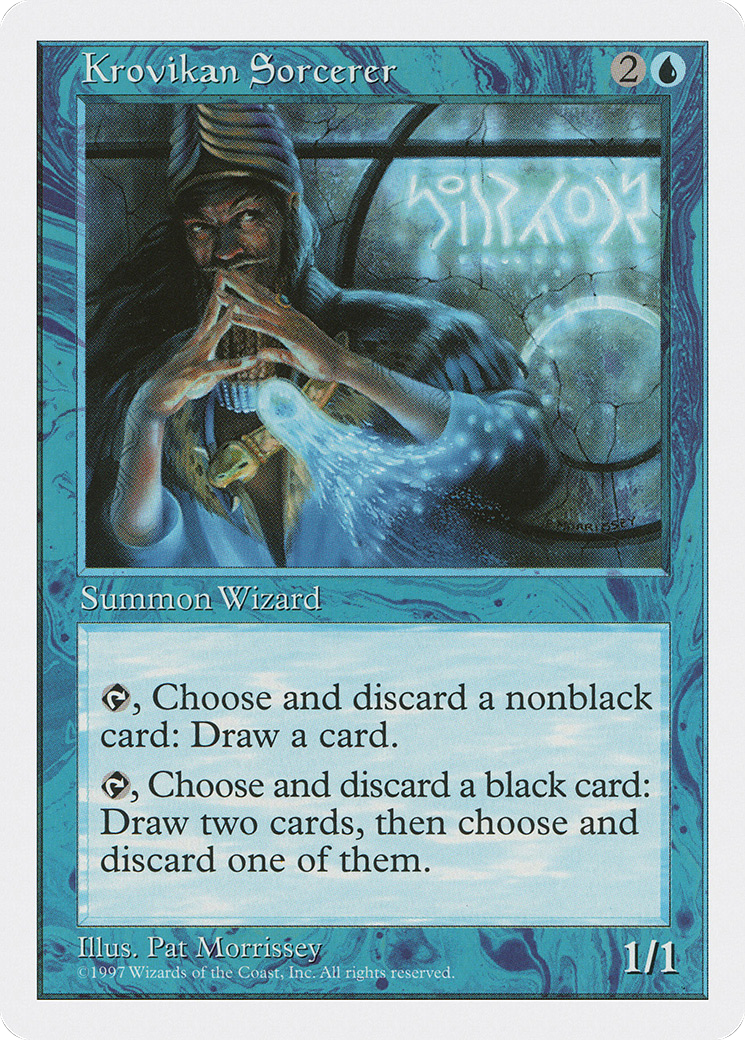 Krovikan Sorcerer 2
P. MORRISSEY
Summon Wizard
, Choose and discard a nonblack
card: Draw a card.
, Choose and discard a black card:
Draw two cards, then choose and
discard one of them.
Illus. Pat Morrissey
©1997 Wizards of the Coast, Inc. All rights reserved.
1/1